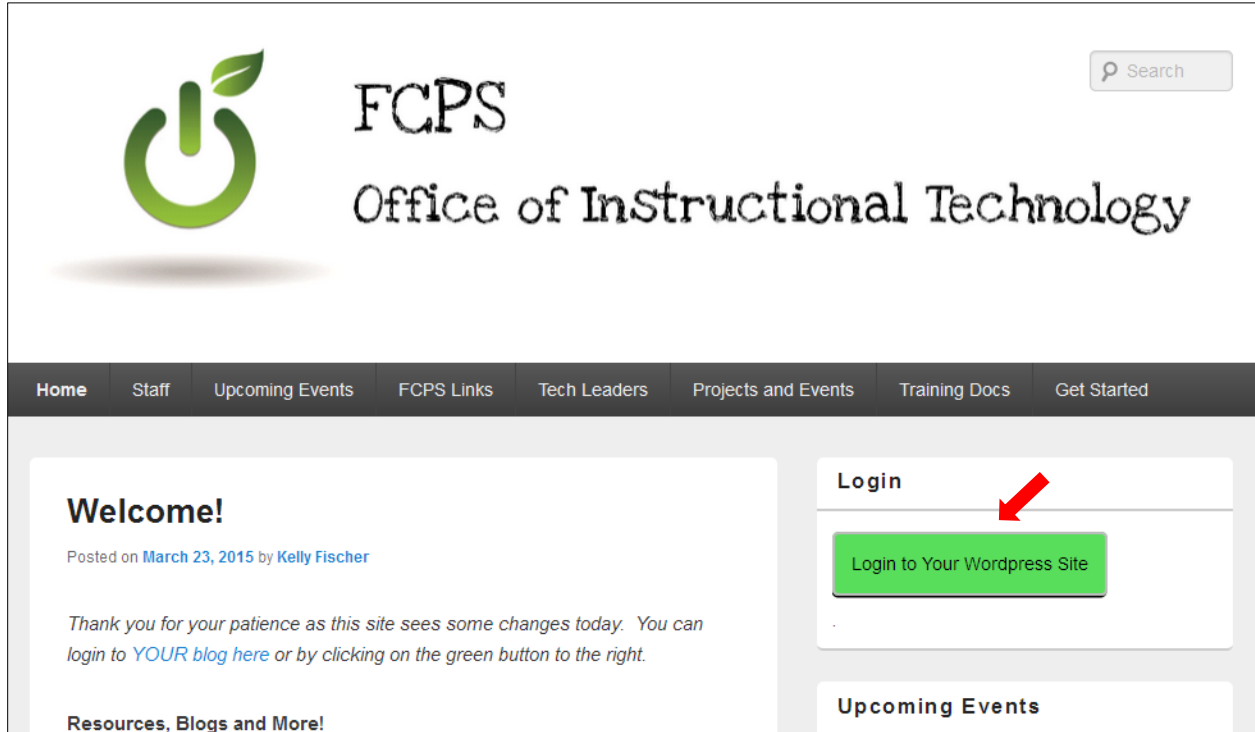 FCPS
Office of Instructional Technology
Search
Home Staff Upcoming Events FCPS Links Tech Leaders Projects and Events Training Docs Get Started
Welcome!
Posted on March 23, 2015 by Kelly Fischer
Thank you for your patience as this site sees some changes today. You can
login to YOUR blog here or by clicking on the green button to the right.
Resources, Blogs and More!
Login
Login to Your Wordpress Site
.
Upcoming Events